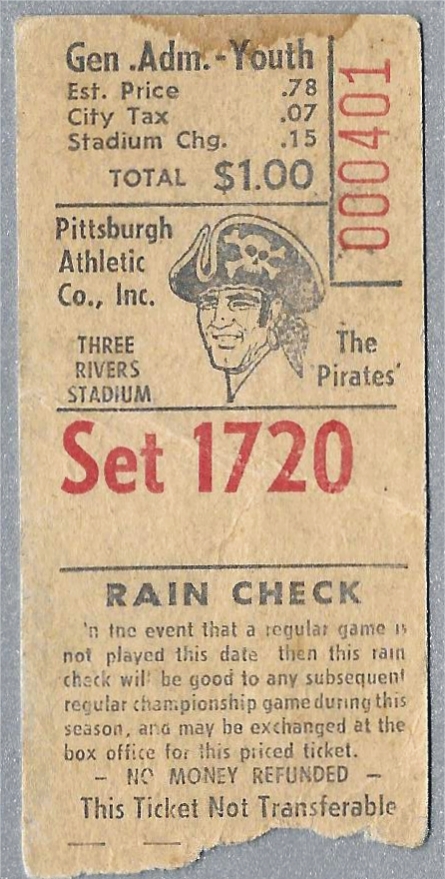 Gen .Adm.-Youth
Est. Price .78
City Tax .07
Stadium Chg. .15
TOTAL $1.00
000401
Pittsburgh
Athletic
Co., Inc.
THREE
RIVERS
STADIUM
The
'Pirates'
Set 1720
RAIN CHECK
'n tne event that a regular game is
not played this date then this rain
check will be good to any subsequent
regular championship game during this
season, and may be exchanged at the
box office for this priced ticket.
- NO MONEY REFUNDED -
This Ticket Not Transferable